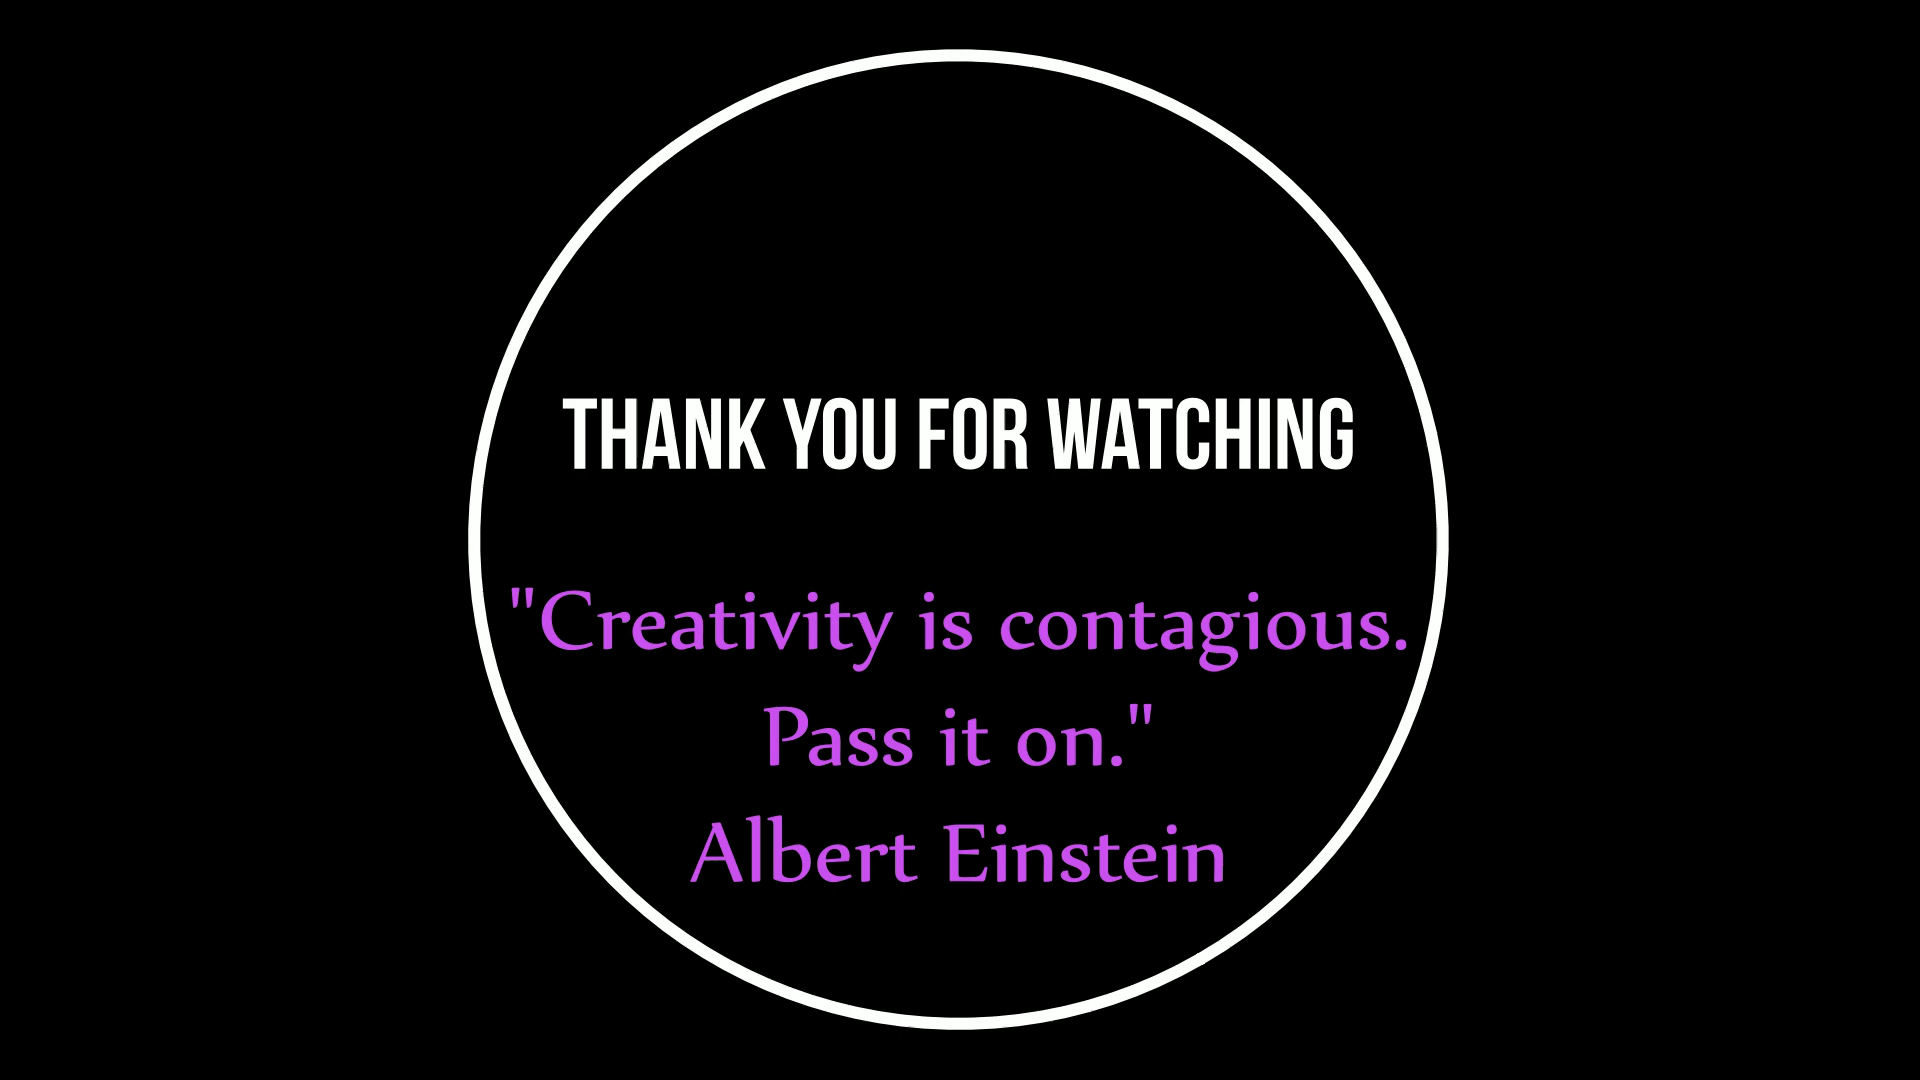 THANK YOU FOR WATCHING
"Creativity is contagious.
Pass it on."
Albert Einstein